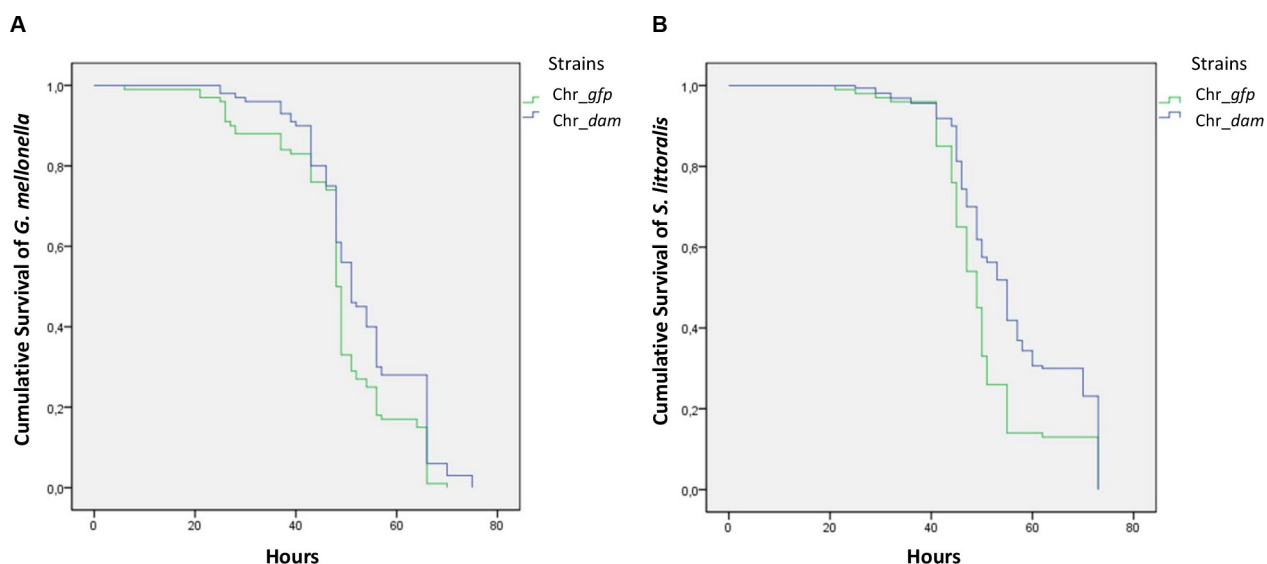 A
Cumulative Survival of G. mellonella
1,0
0,8
0,6
0,4
0,2
0,0
0
20
40
60
80
Hours
Strains
Chr_gfp
Chr_dam
B
Cumulative Survival of S. littoralis
1,0
0,8
0,6
0,4
0,2
0,0
0
20
40
60
80
Hours
Strains
Chr_gfp
Chr_dam